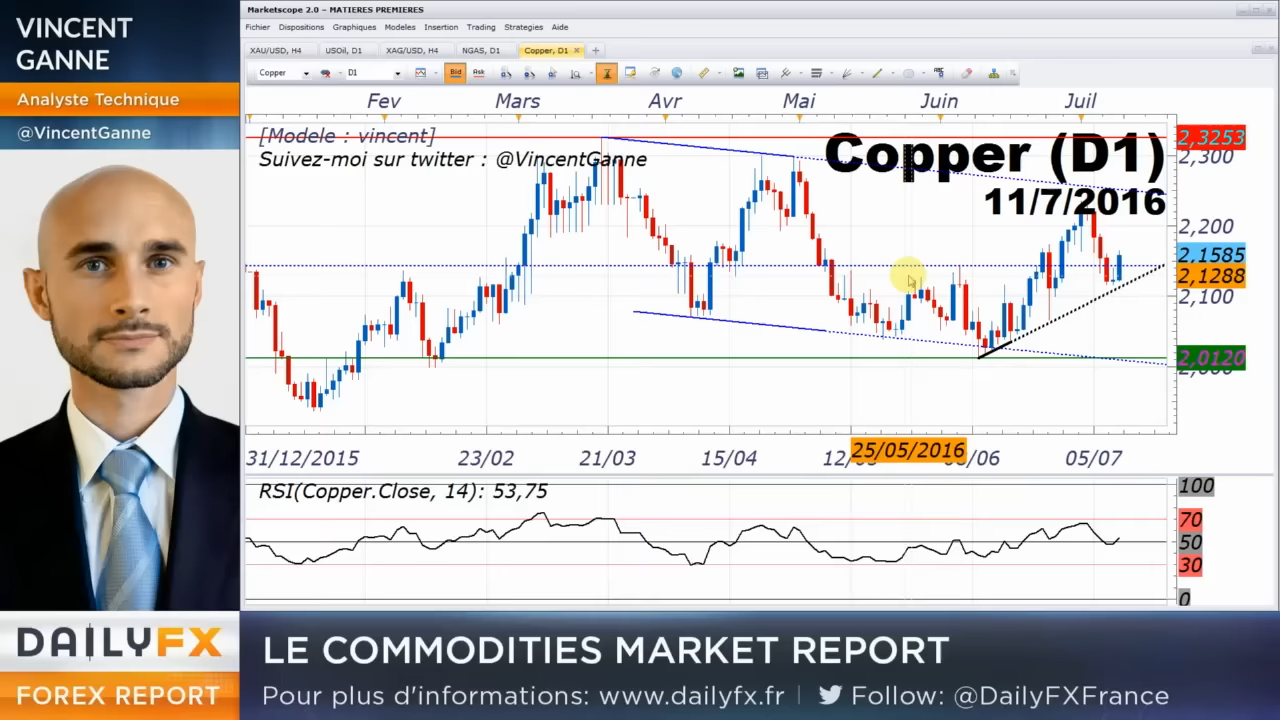 VINCENT
GANNE
Analyste Technique
@VincentGanne
Marketscope 2.0 – MATIERES PREMIERES
Fichier Dispositions Graphiques Modeles Insertion Trading Strategies Aide
XAU/USD, H4 USOil, D1 XAG/USD, H4 NGAS, D1 Copper, D1
Copper D1 Bid Ask
Fev Mars Avr Mai Juin Juil
[Modele : vincent]
Suivez-moi sur twitter : @VincentGanne
Copper (D1)
11/7/2016
2,3253
2,300
2,200
2,1585
2,1288
2,100
2,0120
31/12/2015 23/02 21/03 15/04 25/05/2016 05/07
RSI(Copper.Close, 14): 53,75
100
70
50
30
0
DAILYFX
FOREX REPORT
LE COMMODITIES MARKET REPORT
Pour plus d'informations: www.dailyfx.fr | Follow: @DailyFXFrance